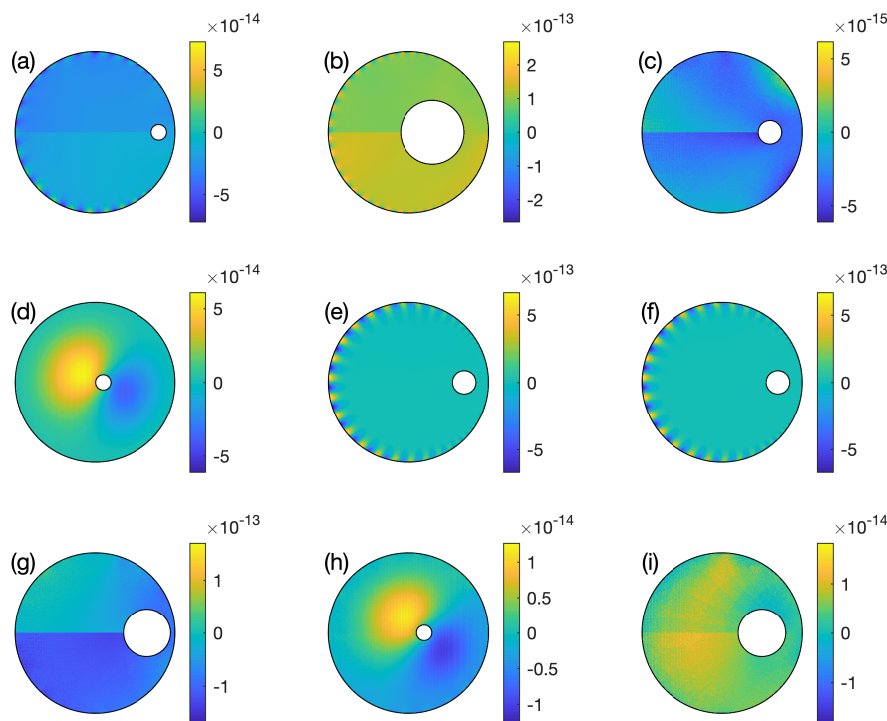 (a) ×10⁻¹⁴ 5 0 -5
(b) ×10⁻¹³ 2 1 0 -1 -2
(c) ×10⁻¹⁵ 5 0 -5
(d) ×10⁻¹⁴ 5 0 -5
(e) ×10⁻¹³ 5 0 -5
(f) ×10⁻¹³ 5 0 -5
(g) ×10⁻¹³ 1 0 -1
(h) ×10⁻¹⁴ 1 0.5 0 -0.5 -1
(i) ×10⁻¹⁴ 1 0 -1